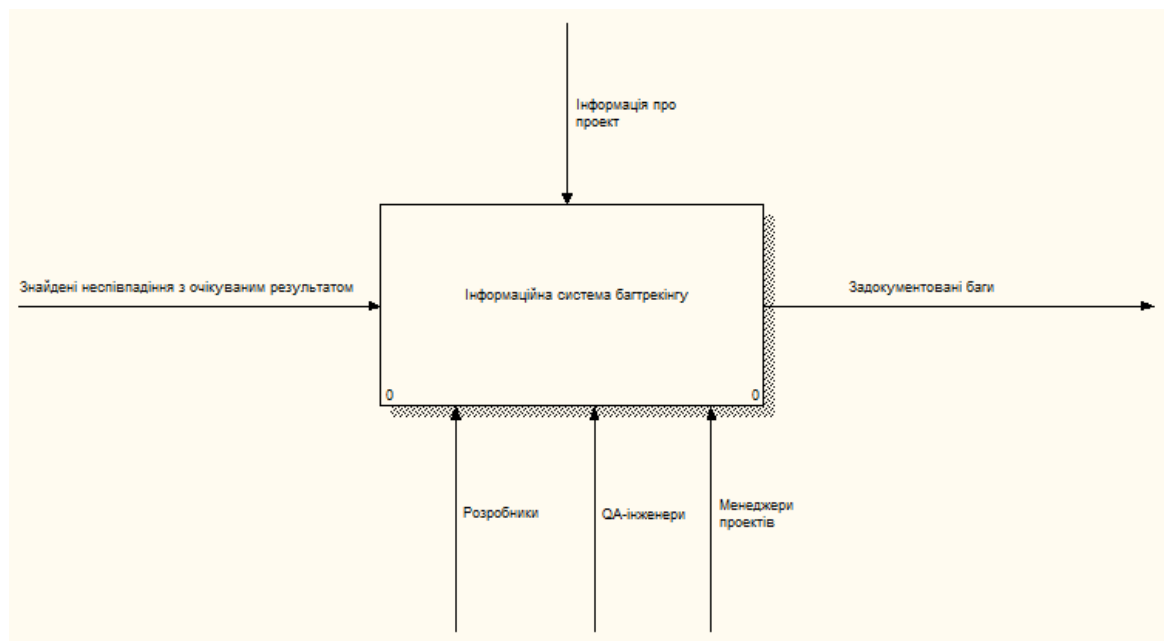 Інформація про
проект
Знайдені неспівпадіння з очікуваним результатом
Інформаційна система багтрекінгу
Задокументовані баги
0
0
Розробники
QA-інженери
Менеджери
проектів